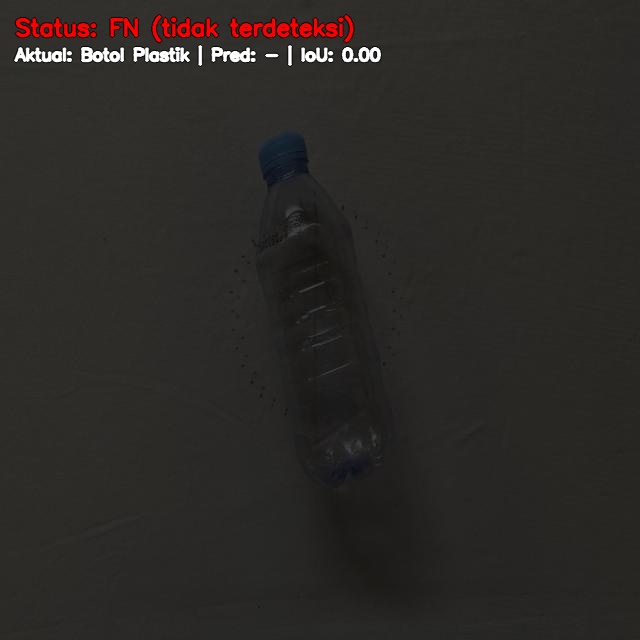 Status: FN (tidak terdeteksi)
Aktual: Botol Plastik | Pred: - | IoU: 0.00